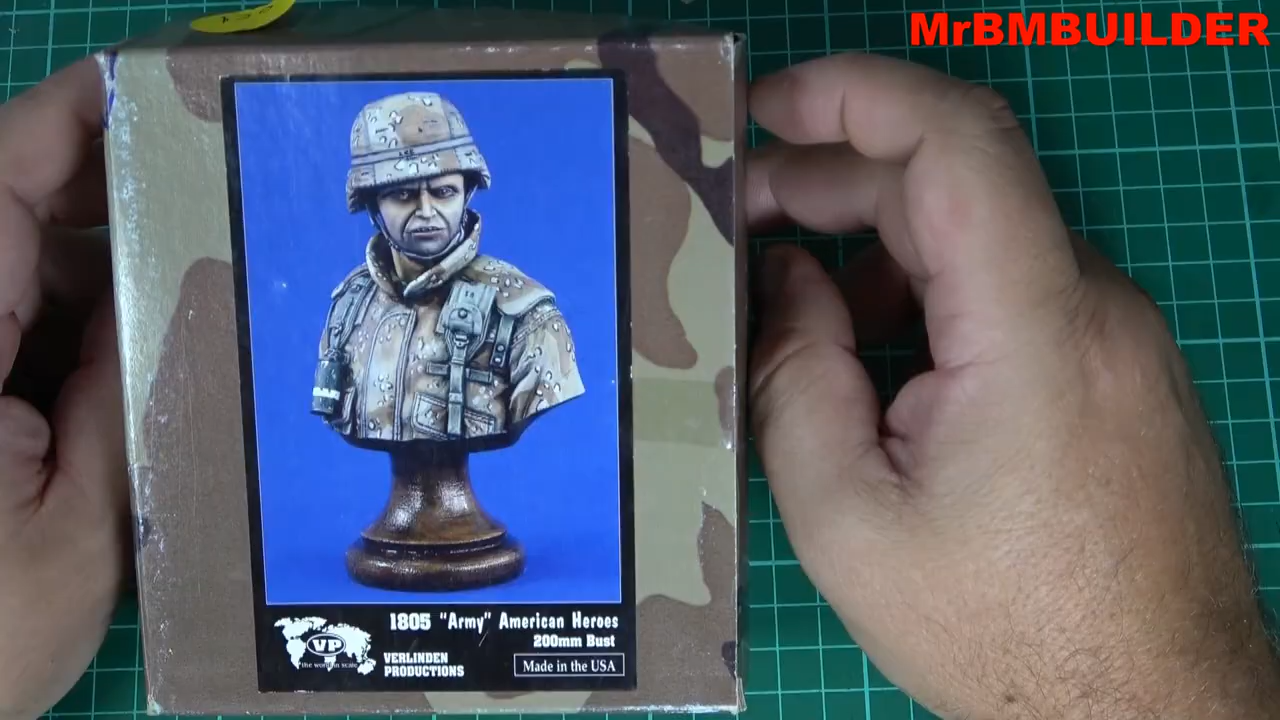 MrBMBUILDER
1805 "Army" American Heroes
200mm Bust
VP
the world in scale
VERLINDEN
PRODUCTIONS
Made in the USA